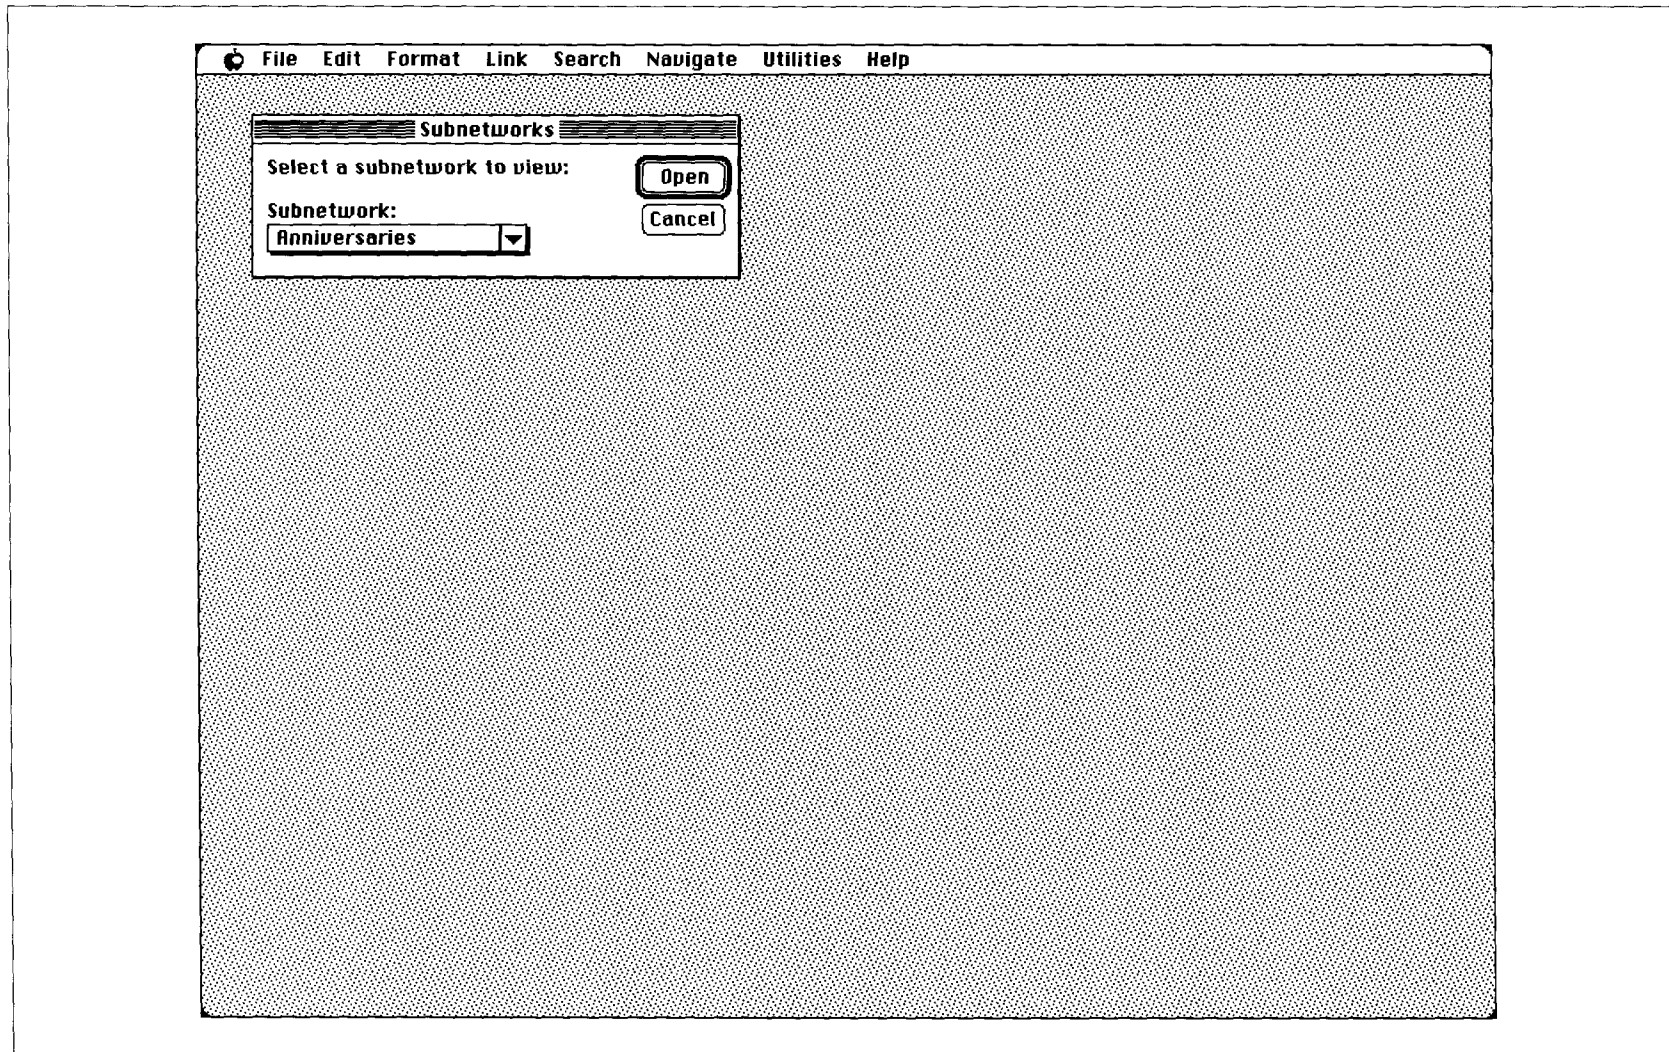 File Edit Format Link Search Navigate Utilities Help
Subnetworks
Select a subnetwork to view:
Open
Subnetwork:
Cancel
Anniversaries